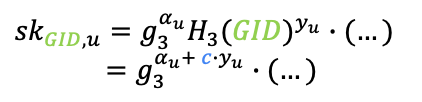 sk_{GID,u} = g_3^{α_u} H_3(GID)^{y_u} · (…)
= g_3^{α_u + c·y_u} · (…)